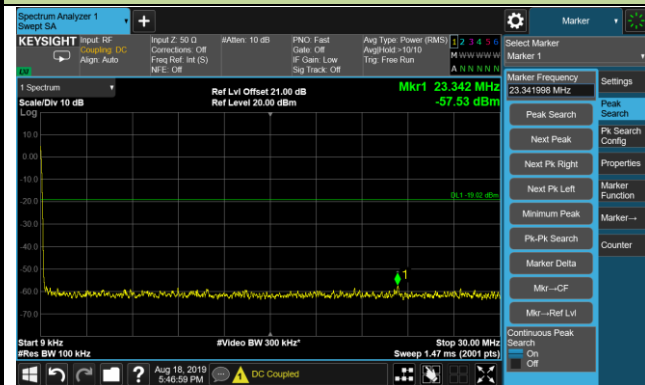 Spectrum Analyzer 1
Swept SA
Marker
KEYSIGHT
Input: RF
Coupling: DC
Align: Auto
Input Z: 50 Ω
Corrections: Off
Freq Ref: Int (S)
NFE: Off
#Atten: 10 dB
PNO: Fast
Gate: Off
IF Gain: Low
Sig Track: Off
Avg Type: Power (RMS)
Avg|Hold:>10/10
Trig: Free Run
1 2 3 4 5 6
M W W W W W
A N N N N N
Select Marker
Marker 1
1 Spectrum
Scale/Div 10 dB
Log
Ref Lvl Offset 21.00 dB
Ref Level 20.00 dBm
Mkr1 23.342 MHz
-57.53 dBm
10.0
0.00
-10.0
-20.0
-30.0
-40.0
-50.0
-60.0
-70.0
DL1 -19.02 dBm
1
Start 9 kHz
#Res BW 100 kHz
#Video BW 300 kHz*
Stop 30.00 MHz
Sweep 1.47 ms (2001 pts)
Marker Frequency
23.341998 MHz
Peak Search
Next Peak
Next Pk Right
Next Pk Left
Minimum Peak
Pk-Pk Search
Marker Delta
Mkr→CF
Mkr→Ref Lvl
Continuous Peak
Search
On
Off
Settings
Peak
Search
Pk Search
Config
Properties
Marker
Function
Marker→
Counter
Aug 18, 2019
5:46:59 PM
DC Coupled